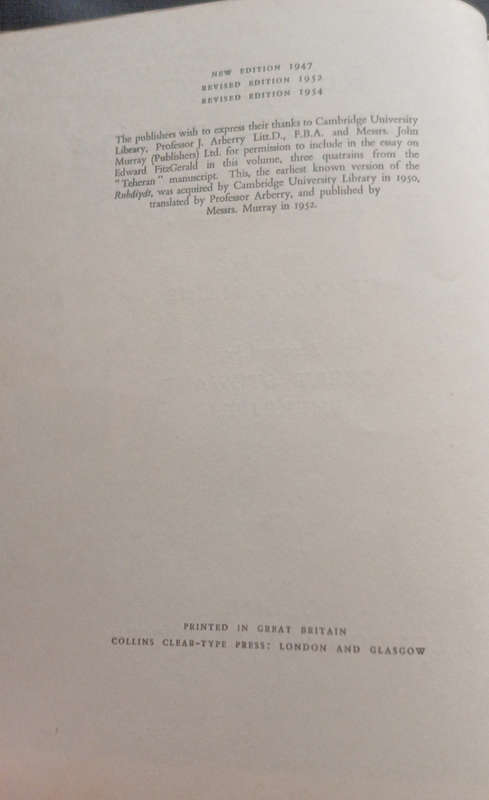 NEW EDITION 1947
REVISED EDITION 1952
REVISED EDITION 1954
The publishers wish to express their thanks to Cambridge University
Library, Professor J. Arberry Litt.D., F.B.A. and Messrs. John
Murray (Publishers) Ltd. for permission to include in the essay on
Edward FitzGerald in this volume, three quatrains from the
"Teheran" manuscript. This, the earliest known version of the
Rubáiyát, was acquired by Cambridge University Library in 1950,
translated by Professor Arberry, and published by
Messrs. Murray in 1952.
PRINTED IN GREAT BRITAIN
COLLINS CLEAR-TYPE PRESS: LONDON AND GLASGOW